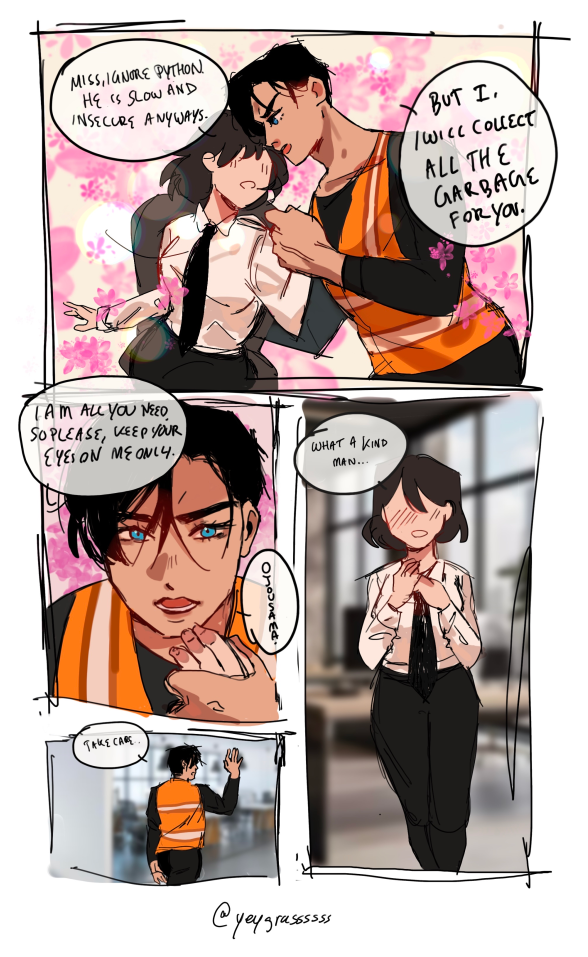 MISS, IGNORE PYTHON.
HE IS SLOW AND
INSECURE ANYWAYS.
BUT I,
I WILL COLLECT
ALL THE
GARBAGE
FOR YOU.
I AM ALL YOU NEED,
SO PLEASE, KEEP YOUR
EYES ON ME ONLY.
OJOUSAMA.
WHAT A KIND
MAN...
TAKE CARE..
@yeygrassssss